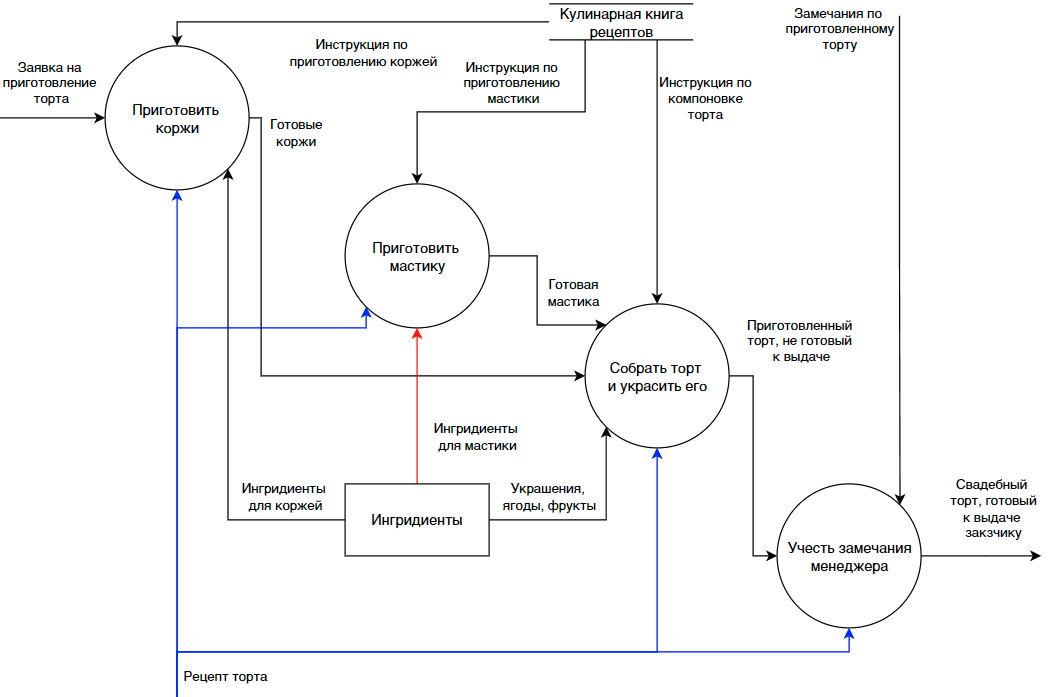 Кулинарная книга
рецептов
Замечания по
приготовленному
торту
Инструкция по
приготовлению коржей
Заявка на
приготовление
торта
Инструкция по
приготовлению
мастики
Инструкция по
компоновке
торта
Приготовить
коржи
Готовые
коржи
Приготовить
мастику
Готовая
мастика
Приготовленный
торт, не готовый
к выдаче
Собрать торт
и украсить его
Ингридиенты
для мастики
Ингридиенты
для коржей
Ингридиенты
Украшения,
ягоды, фрукты
Свадебный
торт, готовый
к выдаче
закзчику
Учесть замечания
менеджера
Рецепт торта